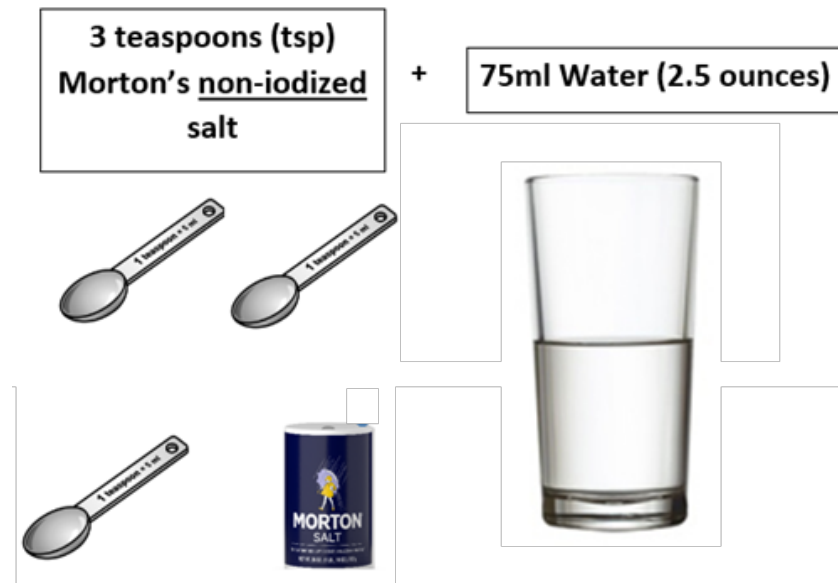 3 teaspoons (tsp)
Morton's non-iodized
salt
+
75ml Water (2.5 ounces)
1 teaspoon = 5 ml
1 teaspoon = 5 ml
1 teaspoon = 5 ml
MORTON
SALT